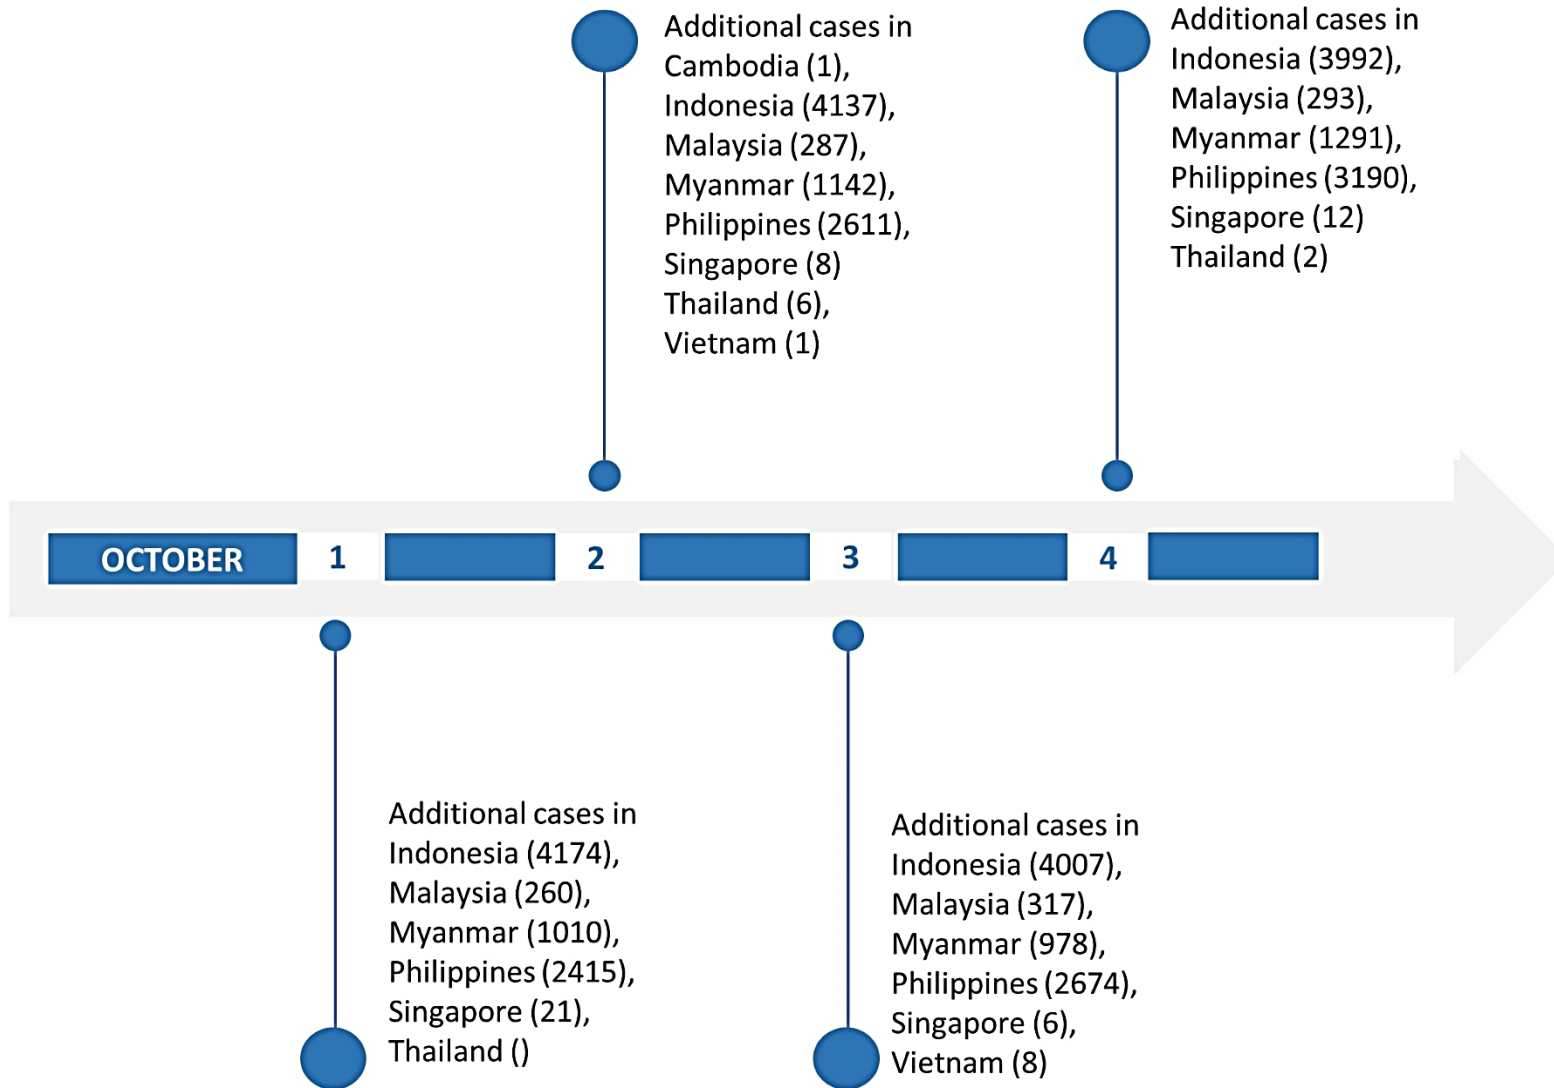 Additional cases in
Cambodia (1),
Indonesia (4137),
Malaysia (287),
Myanmar (1142),
Philippines (2611),
Singapore (8)
Thailand (6),
Vietnam (1)
Additional cases in
Indonesia (3992),
Malaysia (293),
Myanmar (1291),
Philippines (3190),
Singapore (12)
Thailand (2)
OCTOBER 1 2 3 4
Additional cases in
Indonesia (4174),
Malaysia (260),
Myanmar (1010),
Philippines (2415),
Singapore (21),
Thailand ()
Additional cases in
Indonesia (4007),
Malaysia (317),
Myanmar (978),
Philippines (2674),
Singapore (6),
Vietnam (8)